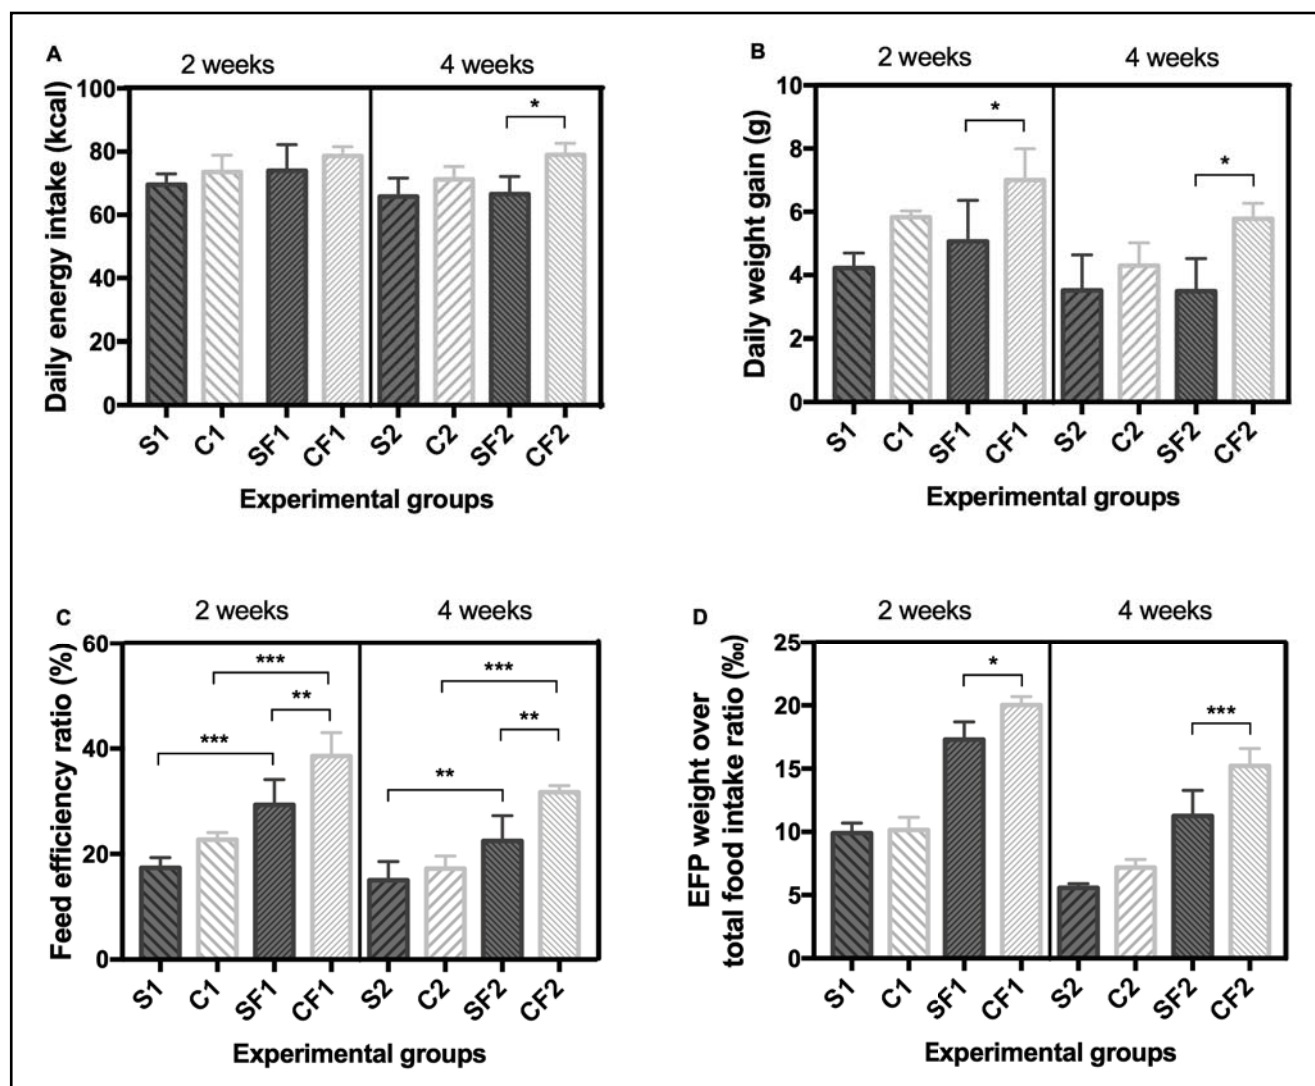 A
2 weeks
4 weeks
Daily energy intake (kcal)
100
80
60
40
20
0
*
S1
C1
SF1
CF1
S2
C2
SF2
CF2
Experimental groups
B
2 weeks
4 weeks
Daily weight gain (g)
10
8
6
4
2
0
*
*
S1
C1
SF1
CF1
S2
C2
SF2
CF2
Experimental groups
C
2 weeks
4 weeks
Feed efficiency ratio (%)
60
40
20
0
***
**
***
***
**
**
S1
C1
SF1
CF1
S2
C2
SF2
CF2
Experimental groups
D
2 weeks
4 weeks
EFP weight over
total food intake ratio (‰)
25
20
15
10
5
0
*
***
S1
C1
SF1
CF1
S2
C2
SF2
CF2
Experimental groups